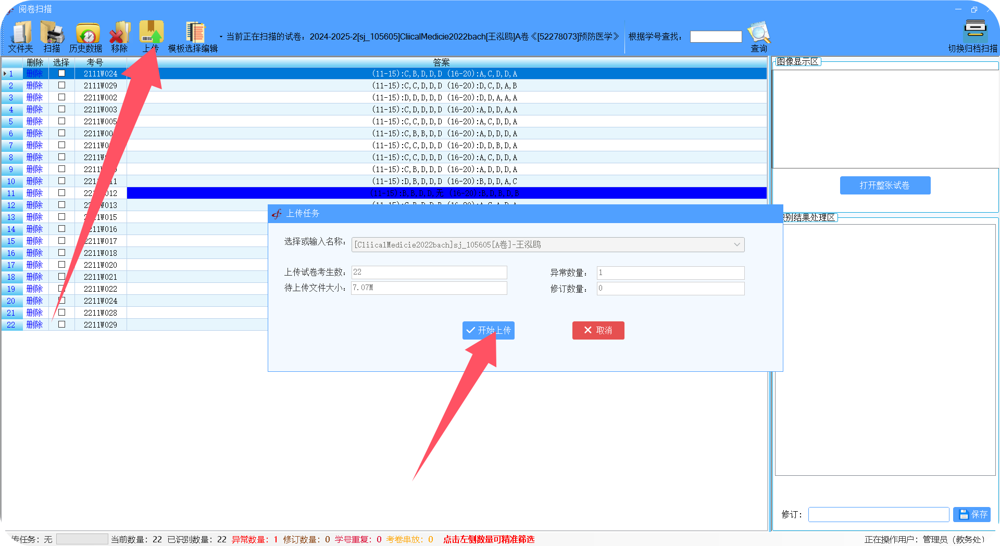 阅卷扫描
文件夹 扫描 历史数据 移除 上传 模板选择编辑 当前正在扫描的试卷： 2024-2025-2[sj_105605]CliicalMedicie2022bach[王泓鸥]A卷《[52278073]预防医学》 根据学号查找： 查询 切换归档扫描
删除 选择 考号 答案
1 删除 2111W024 (11-15):C,B,D,D,D (16-20):A,C,D,D,A
2 删除 2111W029 (11-15):C,C,D,D,D (16-20):D,C,D,A,B
3 删除 2211W002 (11-15):D,D,D,D,D (16-20):D,D,A,A,A
4 删除 2211W003 (11-15):C,D,D,D,D (16-20):A,D,D,A,A
5 删除 2211W005 (11-15):C,C,D,D,D (16-20):A,C,D,D,A
6 删除 2211W00 (11-15):C,B,B,D,D (16-20):A,D,D,D,A
7 删除 2211W0 (11-15):C,C,D,D,D (16-20):D,D,B,D,A
8 删除 2211W (11-15):C,C,D,D,D (16-20):A,C,D,D,A
9 删除 2211W (11-15):C,B,D,D,D (16-20):A,D,D,D,A
10 删除 221 11 (11-15):D,B,D,D,D (16-20):B,D,D,A,C
11 删除 221 012 (11-15):B,B,D,D,无 (16-20):B,D,B,D,B
12 删除 22 W013
13 删除 2 1W015
14 删除 11W016
15 删除 211W017
16 删除 2211W018
17 删除 2211W020
18 删除 2211W021
19 删除 2211W022
20 删除 2211W024
21 删除 2211W028
22 删除 2211W029
上传任务
选择或输入名称： [CliicalMedicie2022bach]sj_105605[A卷]-王泓鸥
上传试卷考生数： 22 异常数量： 1
待上传文件大小： 7.07M 修订数量： 0
开始上传 取消
图像显示区
打开整张试卷
识别结果处理区
修订： 保存
传任务：无 当前数量：22 已识别数量：22 异常数量：1 修订数量：0 学号重复：0 考卷串放：0 点击左侧数量可精准筛选 正在操作用户：管理员（教务处）